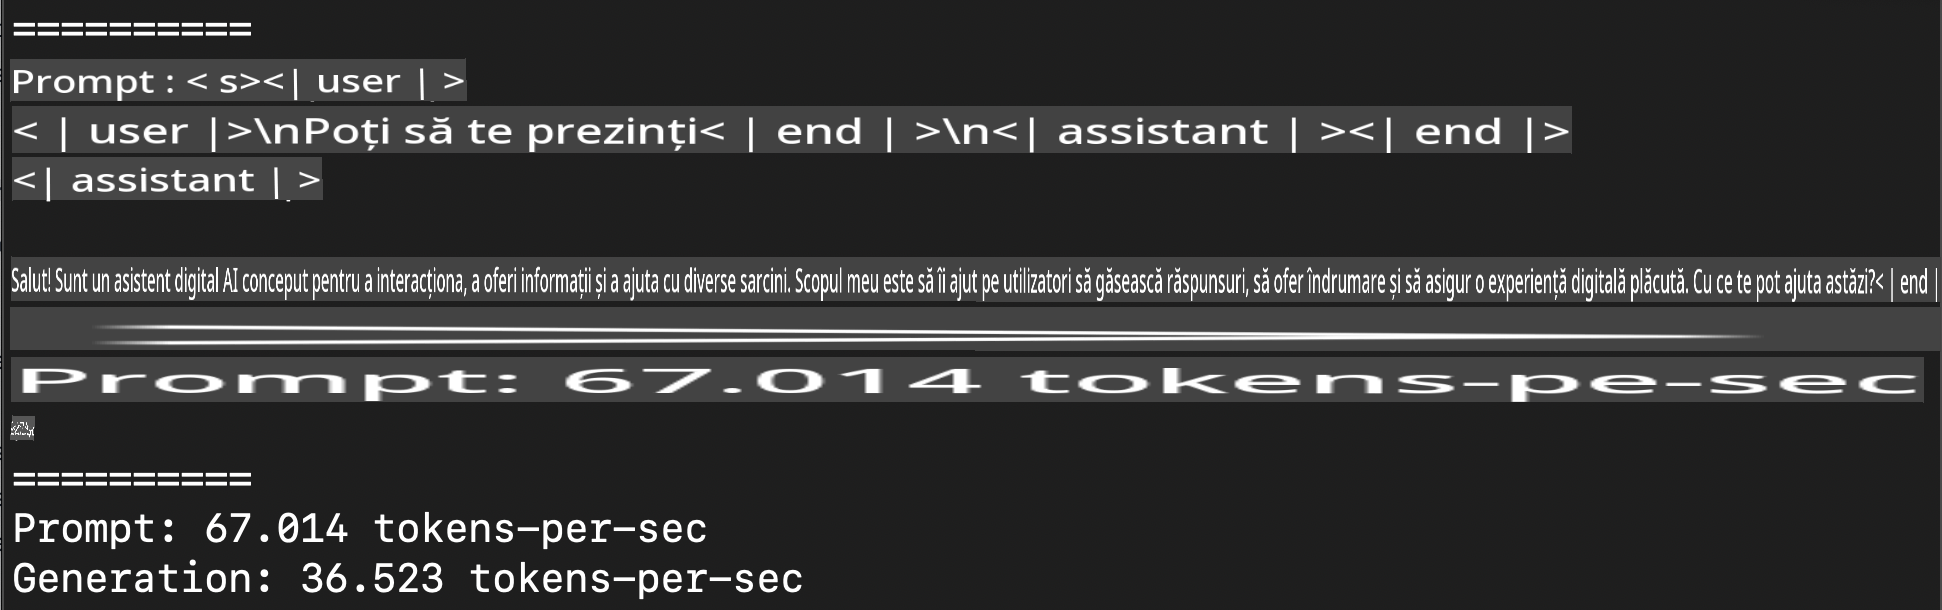 ==========
Prompt : < s><| user | >
< | user |>\nPoți să te prezinți< | end | >\n<| assistant | ><| end |>
<| assistant | >
Salut! Sunt un asistent digital AI conceput pentru a interacționa, a oferi informații și a ajuta cu diverse sarcini. Scopul meu este să îi ajut pe utilizatori să găsească răspunsuri, să ofer îndrumare și să asigur o experiență digitală plăcută. Cu ce te pot ajuta astăzi?< | end |
Prompt: 67.014 tokens-pe-sec
==========
Prompt: 67.014 tokens-per-sec
Generation: 36.523 tokens-per-sec